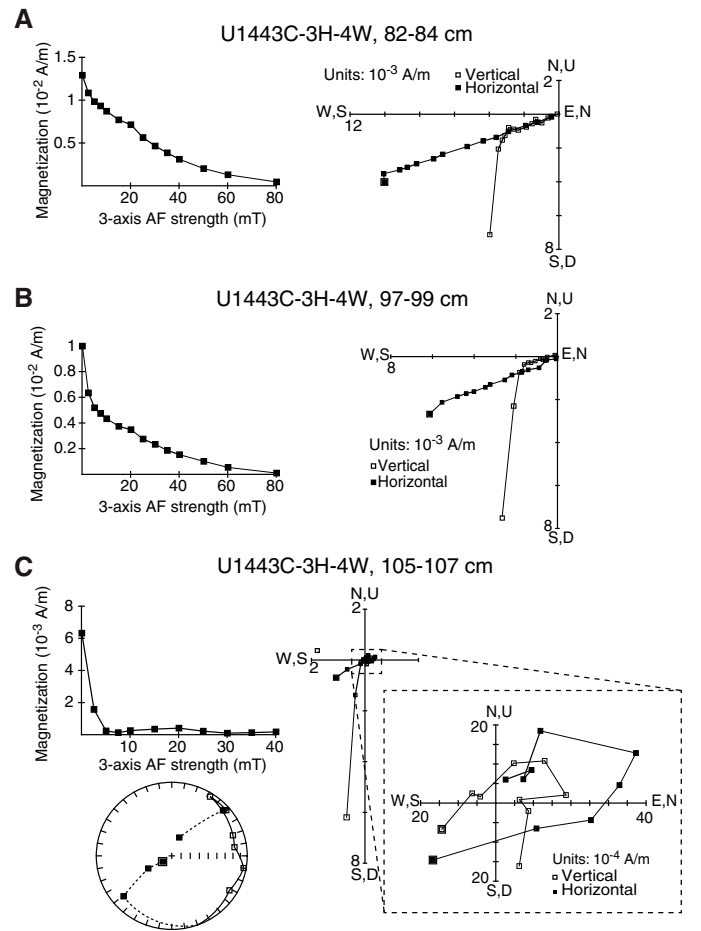 A
U1443C-3H-4W, 82-84 cm
Magnetization (10-2 A/m)
1.5
1
0.5
20 40 60 80
3-axis AF strength (mT)
Units: 10-3 A/m
Vertical
Horizontal
N,U
2
W,S
12
E,N
8
S,D
B
U1443C-3H-4W, 97-99 cm
Magnetization (10-2 A/m)
1
0.8
0.6
0.4
0.2
20 40 60 80
3-axis AF strength (mT)
N,U
2
W,S
8
E,N
Units: 10-3 A/m
Vertical
Horizontal
8
S,D
C
U1443C-3H-4W, 105-107 cm
Magnetization (10-3 A/m)
8
6
4
2
10 20 30 40
3-axis AF strength (mT)
N,U
2
W,S
2
8
S,D
N,U
20
W,S
20
E,N
40
Units: 10-4 A/m
Vertical
Horizontal
20
S,D